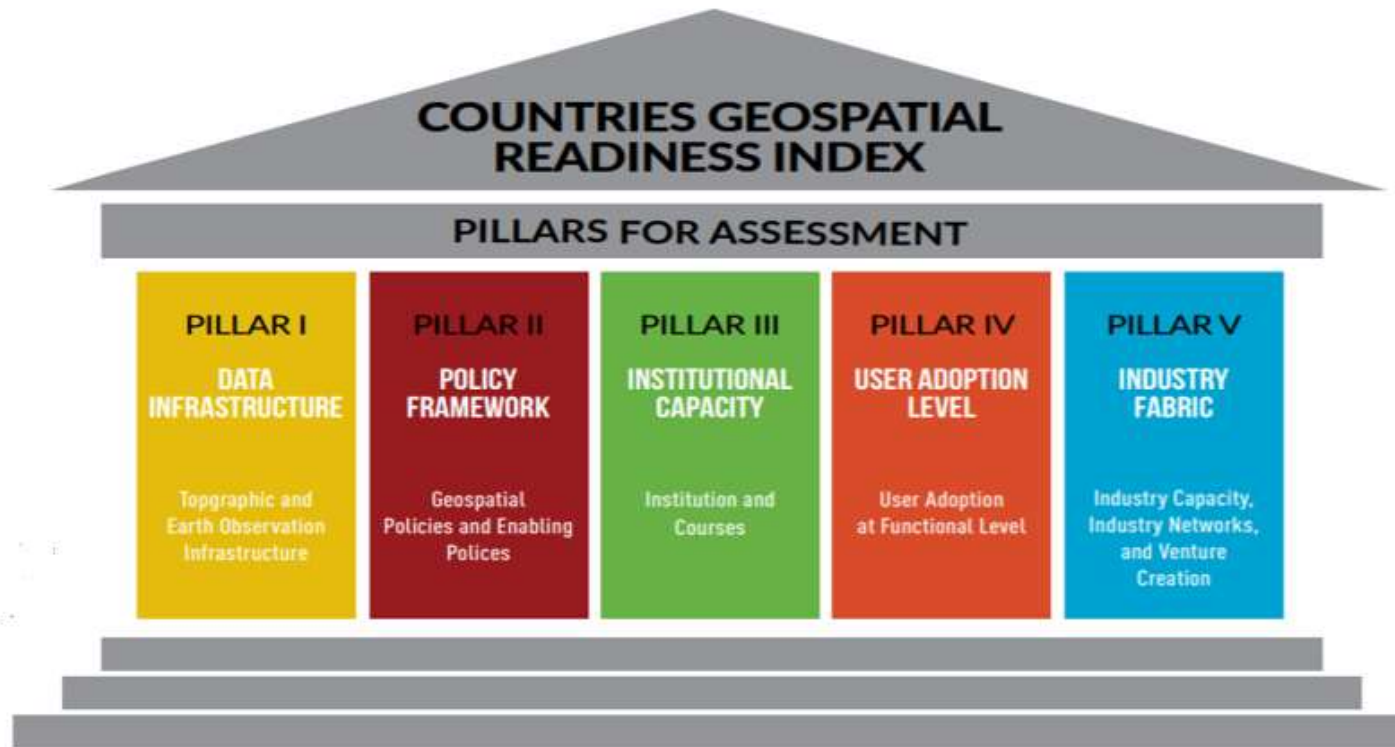 COUNTRIES GEOSPATIAL
READINESS INDEX
PILLARS FOR ASSESSMENT
PILLAR I
DATA
INFRASTRUCTURE
Topgraphic and
Earth Observation
Infrastructure
PILLAR II
POLICY
FRAMEWORK
Geospatial
Policies and Enabling
Polices
PILLAR III
INSTITUTIONAL
CAPACITY
Institution and
Courses
PILLAR IV
USER ADOPTION
LEVEL
User Adoption
at Functional Level
PILLAR V
INDUSTRY
FABRIC
Industry Capacity,
Industry Networks,
and Venture
Creation